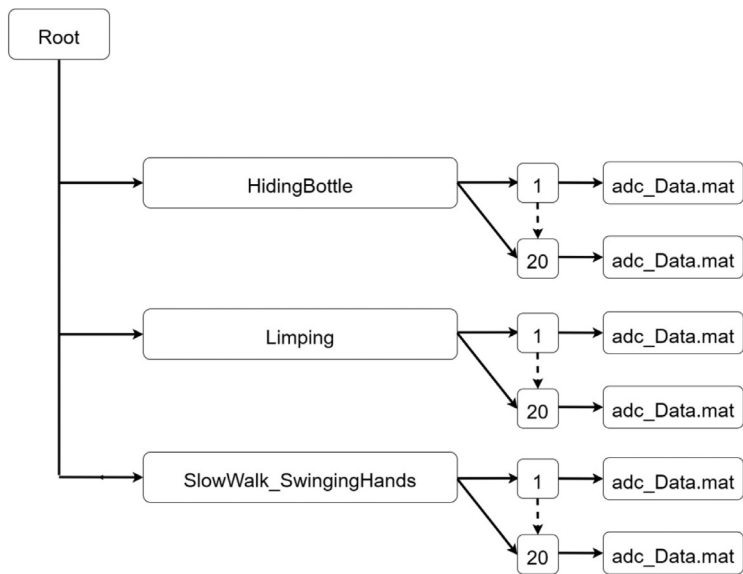 Root
HidingBottle
1
adc_Data.mat
20
adc_Data.mat
Limping
1
adc_Data.mat
20
adc_Data.mat
SlowWalk_SwingingHands
1
adc_Data.mat
20
adc_Data.mat